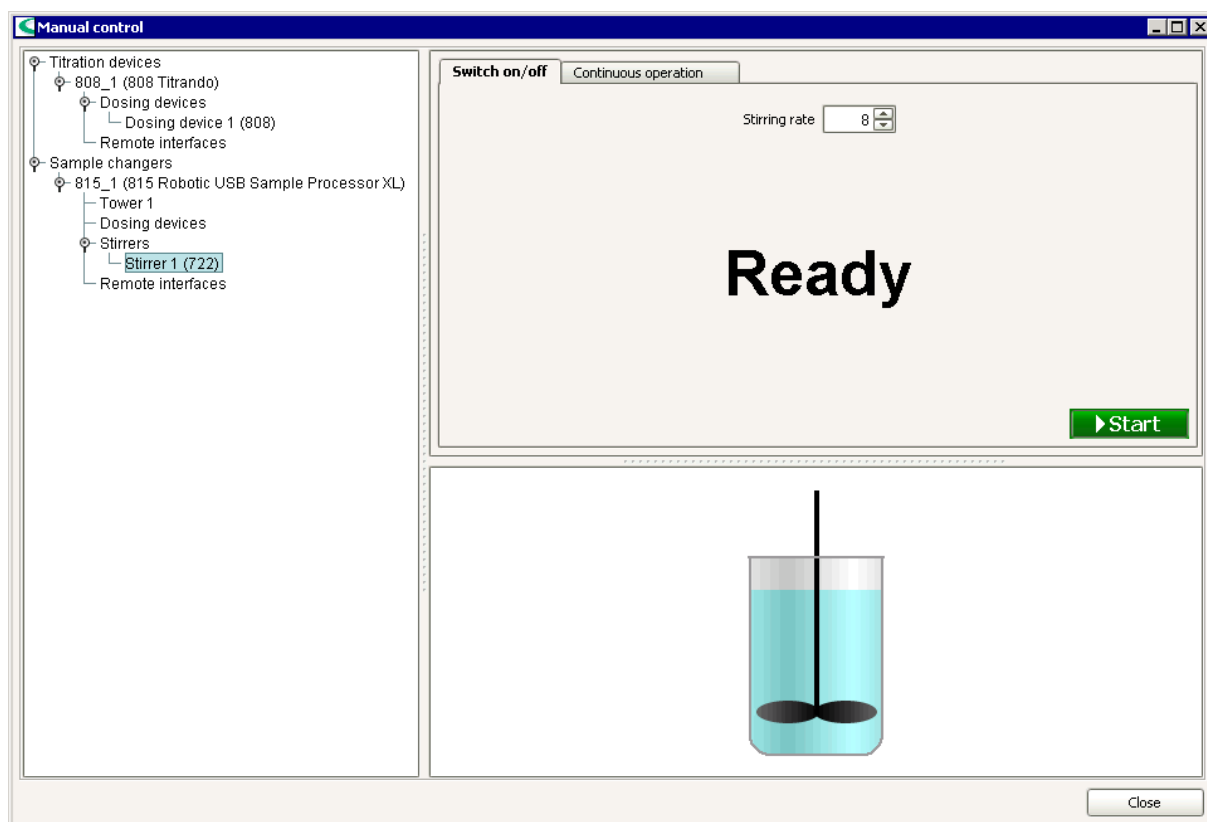 Manual control
Titration devices
808_1 (808 Titrando)
Dosing devices
Dosing device 1 (808)
Remote interfaces
Sample changers
815_1 (815 Robotic USB Sample Processor XL)
Tower 1
Dosing devices
Stirrers
Stirrer 1 (722)
Remote interfaces
Switch on/off
Continuous operation
Stirring rate 8
Ready
Start
Close